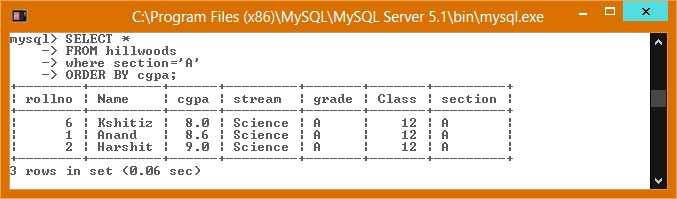 C:\Program Files (x86)\MySQL\MySQL Server 5.1\bin\mysql.exe
mysql> SELECT *
    -> FROM hillwoods
    -> where section='A'
    -> ORDER BY cgpa;
+--------+---------+------+---------+-------+-------+---------+
| rollno | Name    | cgpa | stream  | grade | Class | section |
+--------+---------+------+---------+-------+-------+---------+
|      6 | Kshitiz |  8.0 | Science | A     |    12 | A       |
|      1 | Anand   |  8.6 | Science | A     |    12 | A       |
|      2 | Harshit |  9.0 | Science | A     |    12 | A       |
+--------+---------+------+---------+-------+-------+---------+
3 rows in set (0.06 sec)